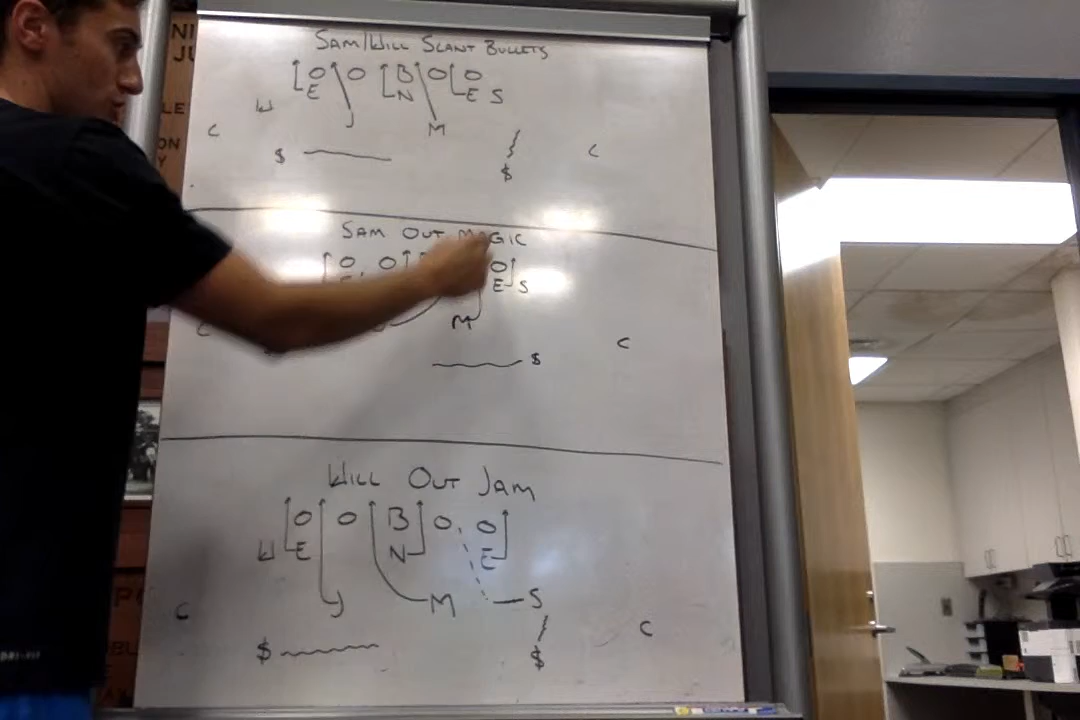 SAM/WILL SLANT BULLETS
O O B O O
E N E S
W
C J M C
$ $
SAM OUT MAGIC
O O O
E S
M
C C
$
WILL OUT JAM
O O B O O
W E N E
J M S
C C
$ $